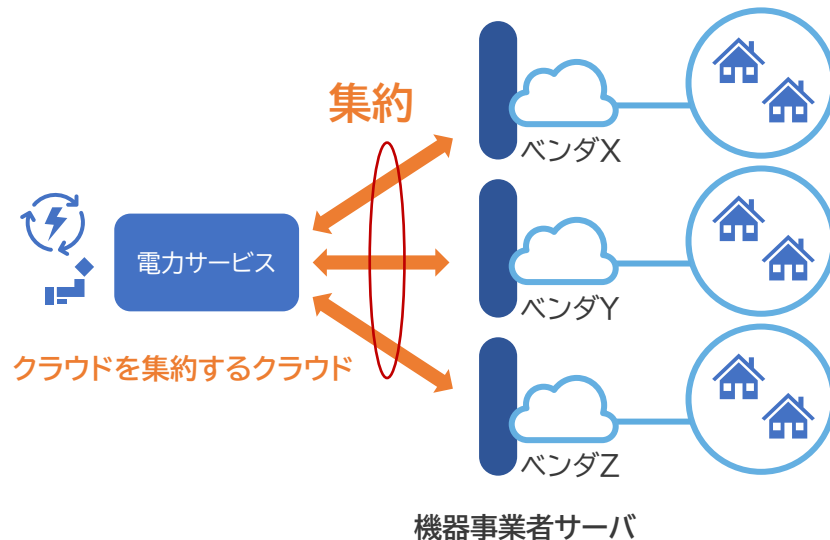 集約
ベンダX
電力サービス
ベンダY
クラウドを集約するクラウド
ベンダZ
機器事業者サーバ